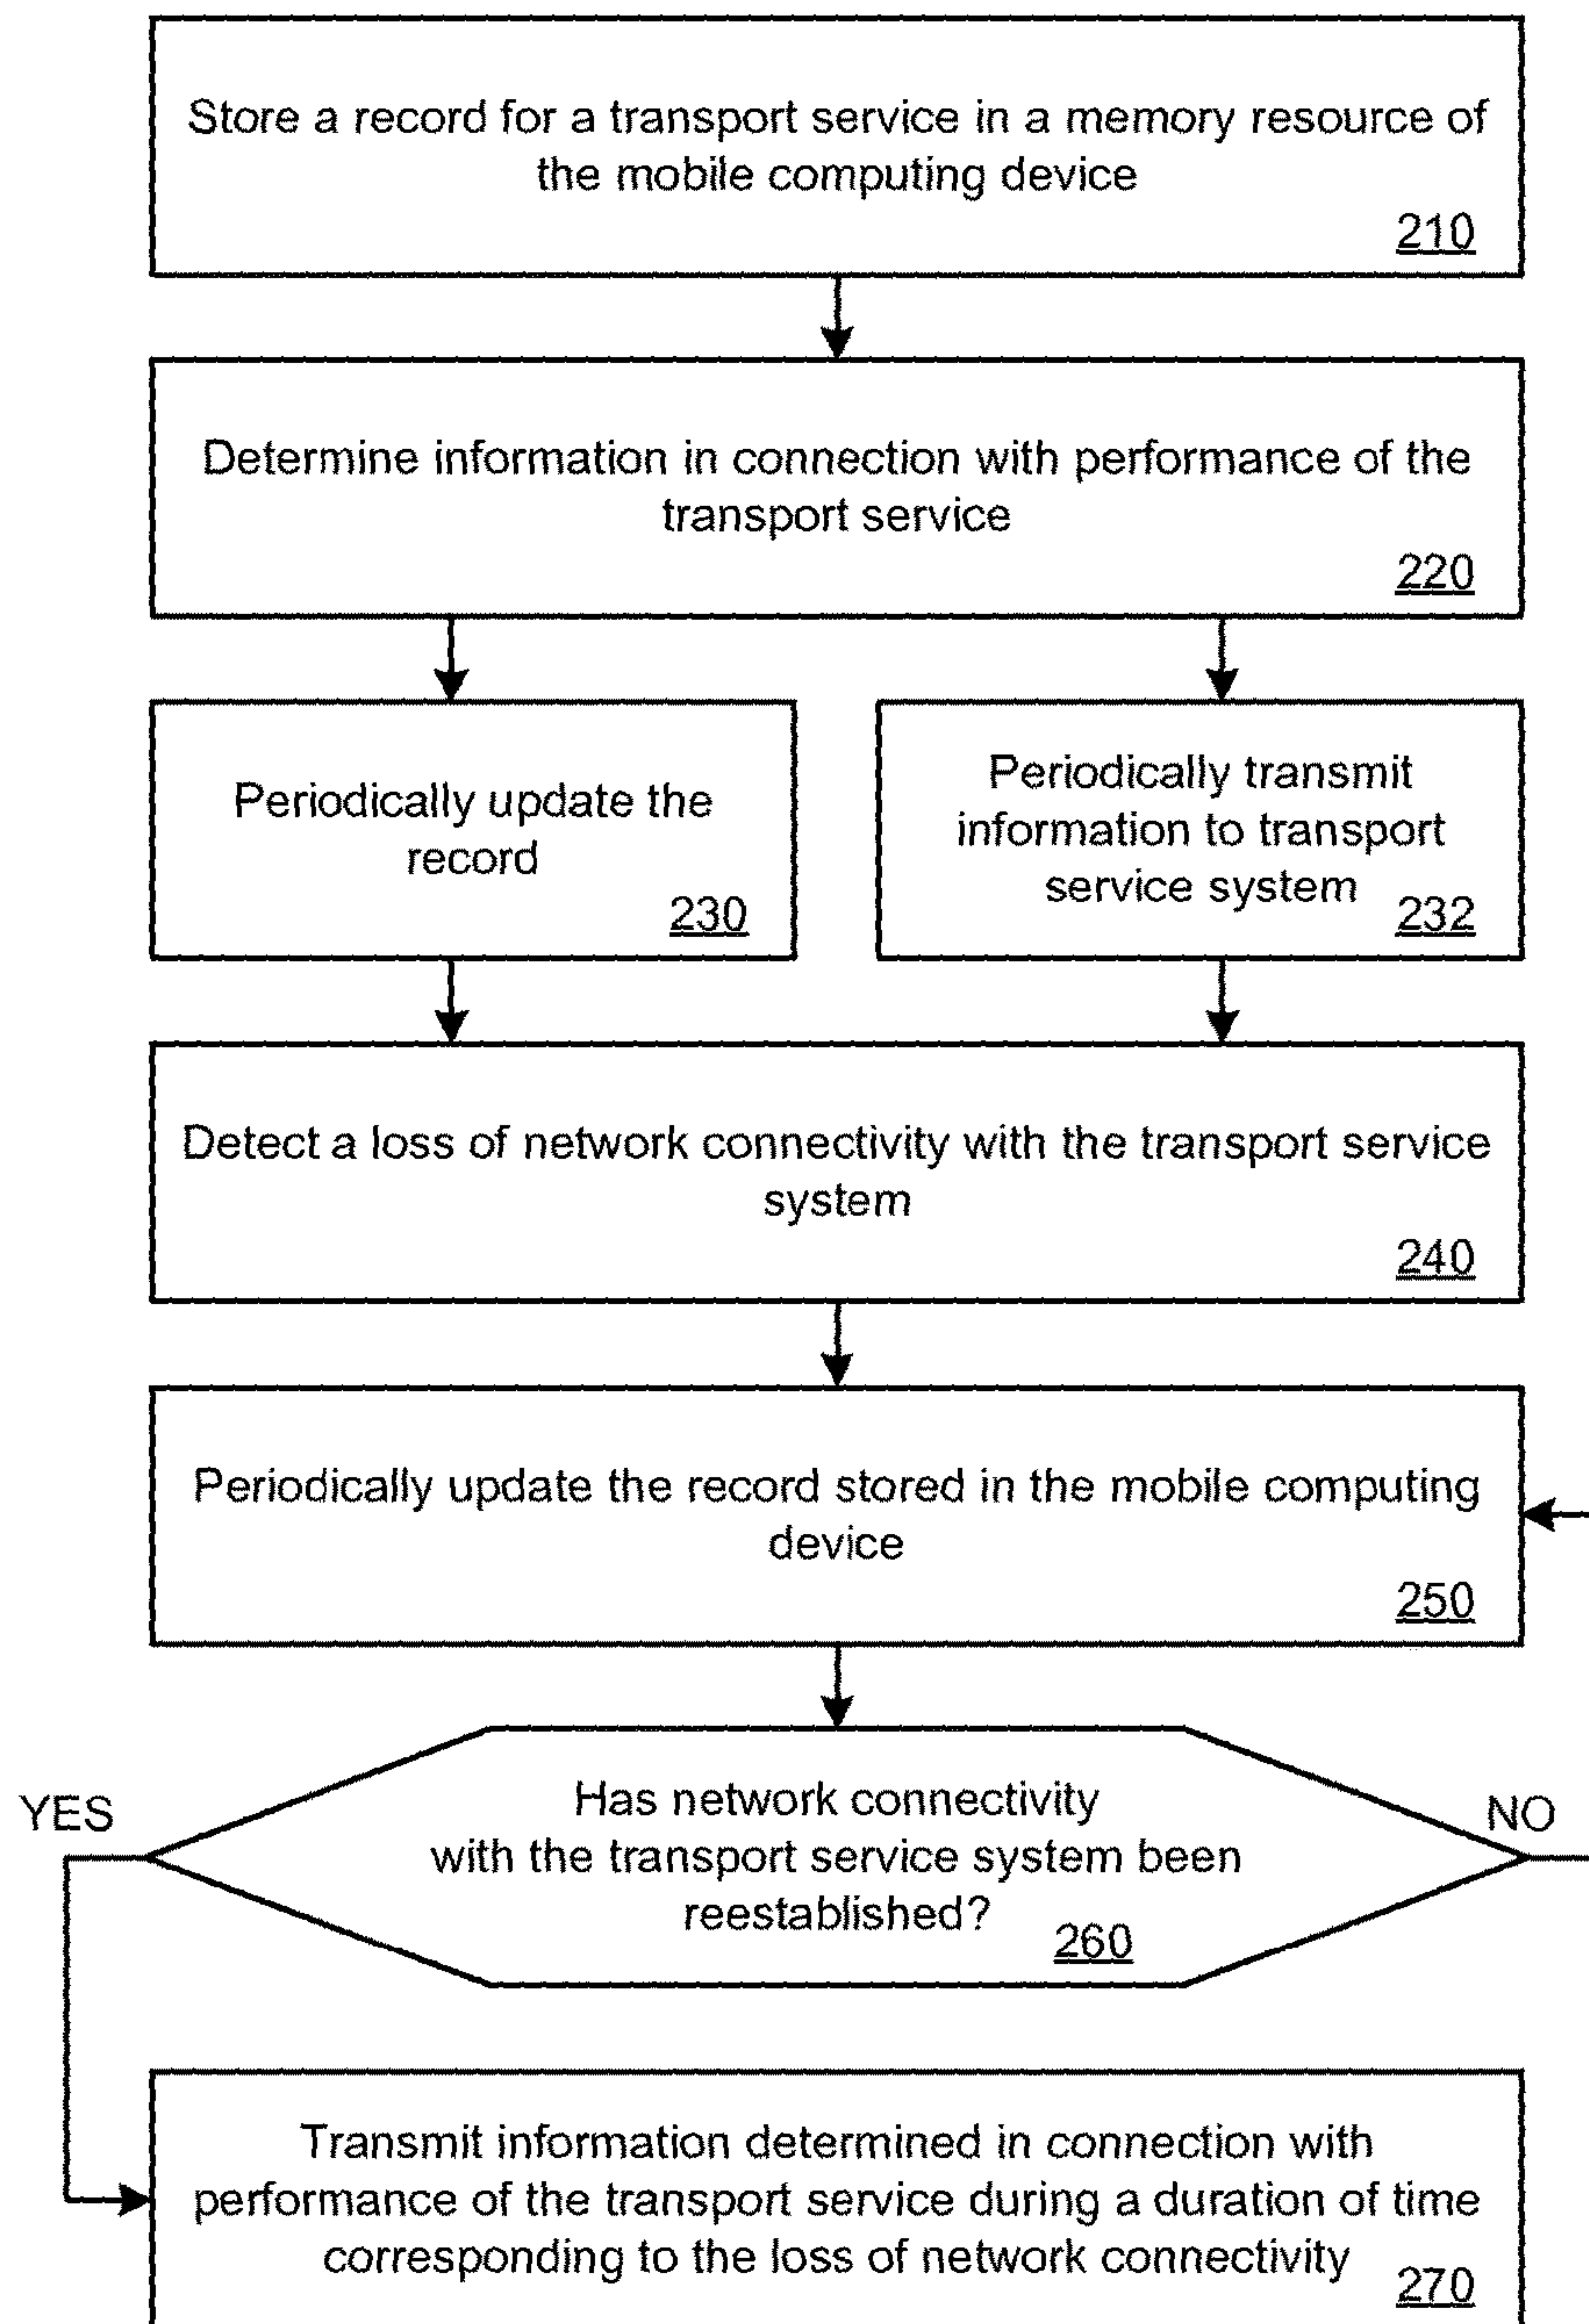 Store a record for a transport service in a memory resource of
the mobile computing device
210
Determine information in connection with performance of the
transport service
220
Periodically update the
record
230
Periodically transmit
information to transport
service system
232
Detect a loss of network connectivity with the transport service
system
240
Periodically update the record stored in the mobile computing
device
250
Has network connectivity
with the transport service system been
reestablished?
260
YES
NO
Transmit information determined in connection with
performance of the transport service during a duration of time
corresponding to the loss of network connectivity
270